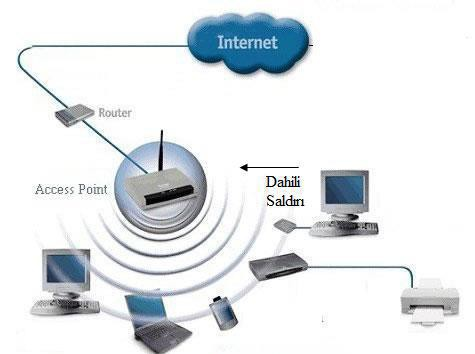 Internet
Router
Access Point
Dahili
Saldırı